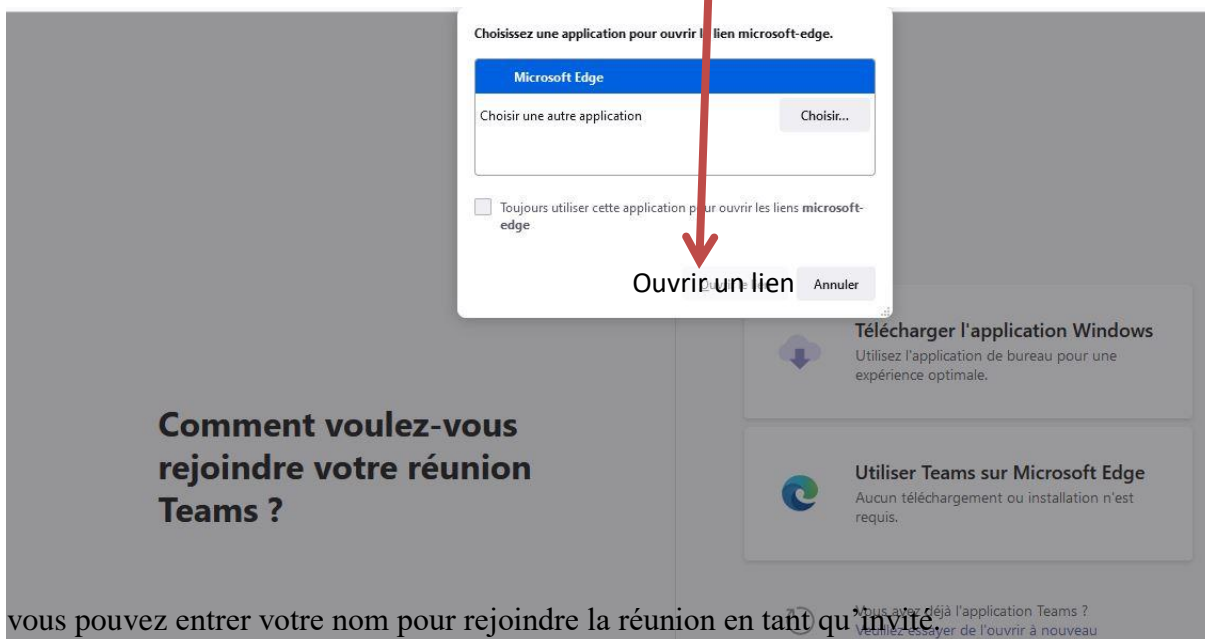 Choisissez une application pour ouvrir le lien microsoft-edge.
Microsoft Edge
Choisir une autre application
Choisir...
Toujours utiliser cette application pour ouvrir les liens microsoft-
edge
Ouvrir un lien
Annuler
Télécharger l'application Windows
Utilisez l'application de bureau pour une
expérience optimale.
Comment voulez-vous
rejoindre votre réunion
Teams ?
Utiliser Teams sur Microsoft Edge
Aucun téléchargement ou installation n'est
requis.
Vous avez déjà l'application Teams ?
Veuillez essayer de l'ouvrir à nouveau
vous pouvez entrer votre nom pour rejoindre la réunion en tant qu'invité.